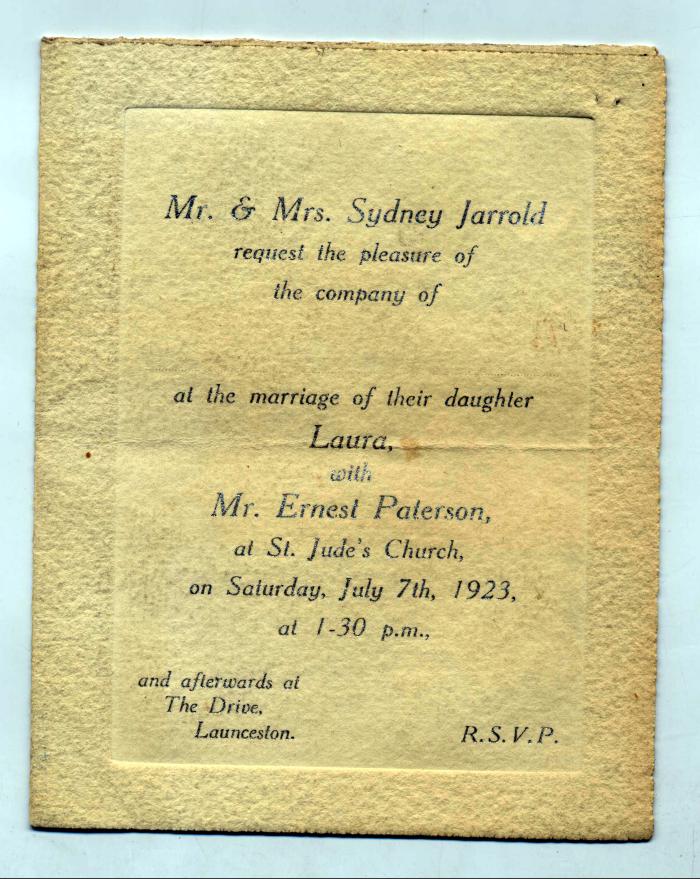 Mr. & Mrs. Sydney Jarrold
request the pleasure of
the company of
at the marriage of their daughter
Laura,
with
Mr. Ernest Paterson,
at St. Jude's Church,
on Saturday, July 7th, 1923,
at 1-30 p.m.,
and afterwards at
The Drive,
Launceston.
R.S.V.P.